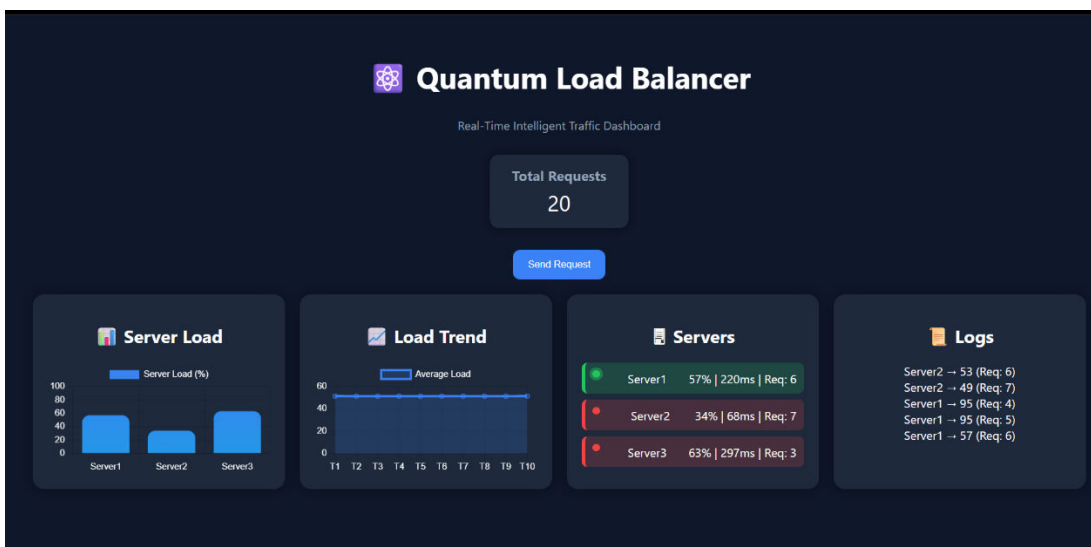 Quantum Load Balancer
Real-Time Intelligent Traffic Dashboard
Total Requests
20
Send Request
Server Load
Server Load (%)
100
80
60
40
20
0
Server1 Server2 Server3
Load Trend
Average Load
60
40
20
0
T1 T2 T3 T4 T5 T6 T7 T8 T9 T10
Servers
Server1 57% | 220ms | Req: 6
Server2 34% | 68ms | Req: 7
Server3 63% | 297ms | Req: 3
Logs
Server2 → 53 (Req: 6)
Server2 → 49 (Req: 7)
Server1 → 95 (Req: 4)
Server1 → 95 (Req: 5)
Server1 → 57 (Req: 6)